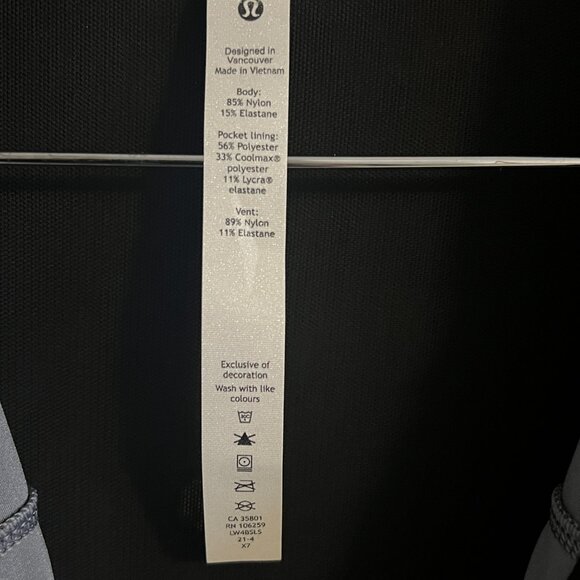 Designed in
Vancouver
Made in Vietnam
Body:
85% Nylon
15% Elastane
Pocket lining:
56% Polyester
33% Coolmax®
polyester
11% Lycra®
elastane
Vent:
89% Nylon
11% Elastane
Exclusive of
decoration
Wash with like
colours
CA 35801
RN 106259
LW4BSLS
21-4
X7